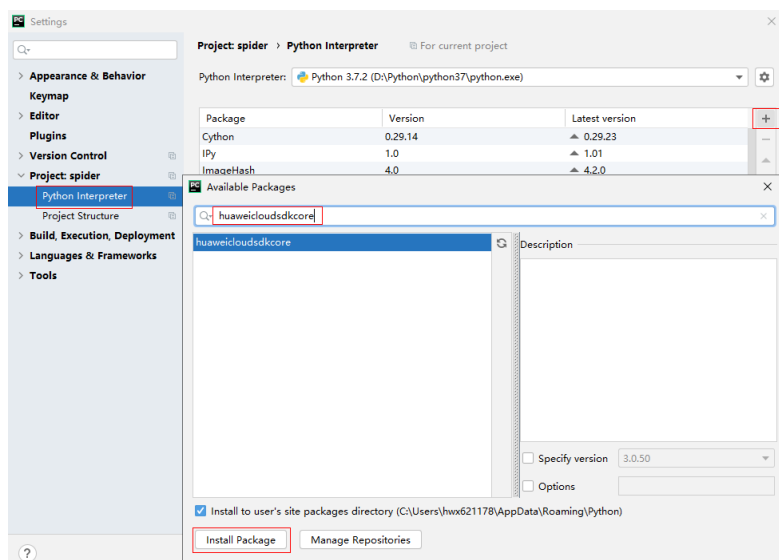 PC Settings
Project: spider > Python Interpreter For current project
Python Interpreter: Python 3.7.2 (D:\Python\python37\python.exe)
Appearance & Behavior
Keymap
Editor
Plugins
Version Control
Project: spider
Python Interpreter
Project Structure
Build, Execution, Deployment
Languages & Frameworks
Tools
Package Version Latest version
Cython 0.29.14 0.29.23
IPy 1.0 1.01
ImageHash 4.0 4.2.0
PC Available Packages
huaweicloudsdkcore
huaweicloudsdkcore
Description
Specify version 3.0.50
Options
Install to user's site packages directory (C:\Users\hwx621178\AppData\Roaming\Python)
Install Package Manage Repositories
?